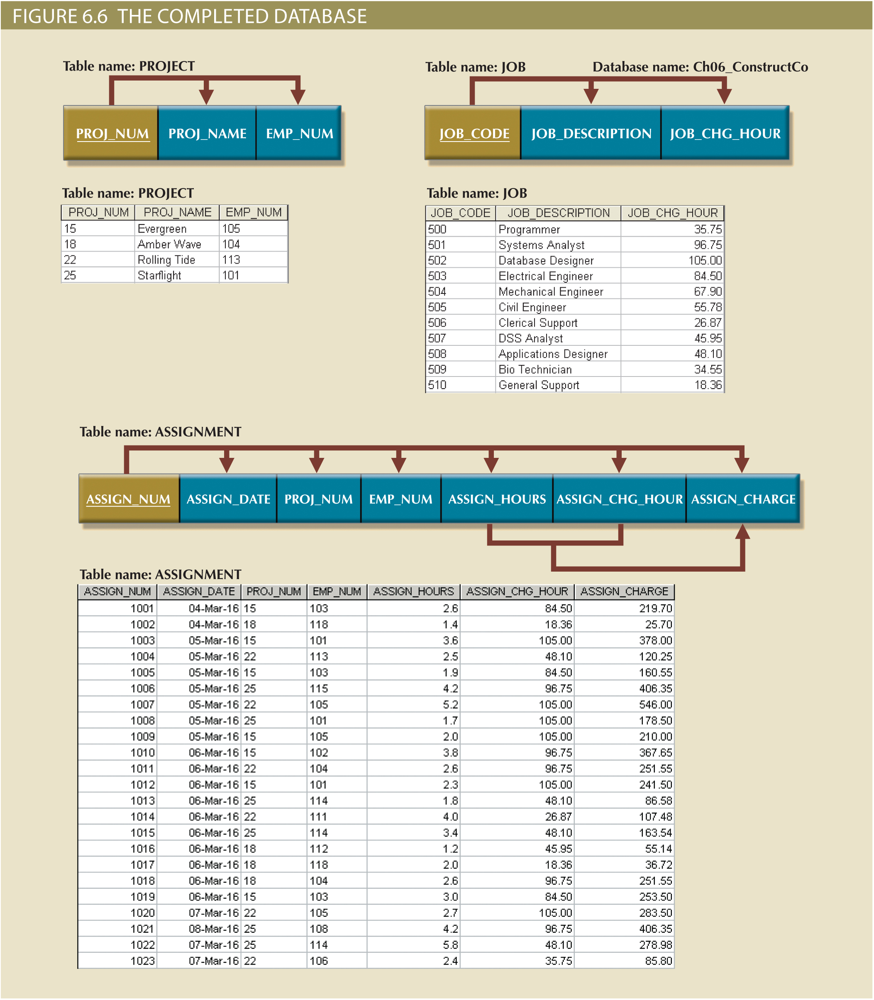 FIGURE 6.6 THE COMPLETED DATABASE
Table name: PROJECT
PROJ_NUM PROJ_NAME EMP_NUM
Table name: JOB Database name: Ch06_ConstructCo
JOB_CODE JOB_DESCRIPTION JOB_CHG_HOUR
Table name: PROJECT
PROJ_NUM PROJ_NAME EMP_NUM
15 Evergreen 105
18 Amber Wave 104
22 Rolling Tide 113
25 Starflight 101
Table name: JOB
JOB_CODE JOB_DESCRIPTION JOB_CHG_HOUR
500 Programmer 35.75
501 Systems Analyst 96.75
502 Database Designer 105.00
503 Electrical Engineer 84.50
504 Mechanical Engineer 67.90
505 Civil Engineer 55.78
506 Clerical Support 26.87
507 DSS Analyst 45.95
508 Applications Designer 48.10
509 Bio Technician 34.55
510 General Support 18.36
Table name: ASSIGNMENT
ASSIGN_NUM ASSIGN_DATE PROJ_NUM EMP_NUM ASSIGN_HOURS ASSIGN_CHG_HOUR ASSIGN_CHARGE
Table name: ASSIGNMENT
ASSIGN_NUM ASSIGN_DATE PROJ_NUM EMP_NUM ASSIGN_HOURS ASSIGN_CHG_HOUR ASSIGN_CHARGE
1001 04-Mar-16 15 103 2.6 84.50 219.70
1002 04-Mar-16 18 118 1.4 18.36 25.70
1003 05-Mar-16 15 101 3.6 105.00 378.00
1004 05-Mar-16 22 113 2.5 48.10 120.25
1005 05-Mar-16 15 103 1.9 84.50 160.55
1006 05-Mar-16 25 115 4.2 96.75 406.35
1007 05-Mar-16 22 105 5.2 105.00 546.00
1008 05-Mar-16 25 101 1.7 105.00 178.50
1009 05-Mar-16 15 105 2.0 105.00 210.00
1010 06-Mar-16 15 102 3.8 96.75 367.65
1011 06-Mar-16 22 104 2.6 96.75 251.55
1012 06-Mar-16 15 101 2.3 105.00 241.50
1013 06-Mar-16 25 114 1.8 48.10 86.58
1014 06-Mar-16 22 111 4.0 26.87 107.48
1015 06-Mar-16 25 114 3.4 48.10 163.54
1016 06-Mar-16 18 112 1.2 45.95 55.14
1017 06-Mar-16 18 118 2.0 18.36 36.72
1018 06-Mar-16 18 104 2.6 96.75 251.55
1019 06-Mar-16 15 103 3.0 84.50 253.50
1020 07-Mar-16 22 105 2.7 105.00 283.50
1021 08-Mar-16 25 108 4.2 96.75 406.35
1022 07-Mar-16 25 114 5.8 48.10 278.98
1023 07-Mar-16 22 106 2.4 35.75 85.80